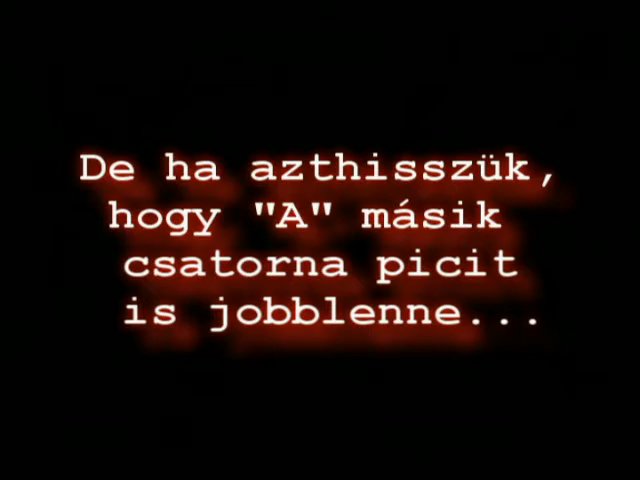 De ha azthisszük,
hogy "A" másik
csatorna picit
is jobblenne...